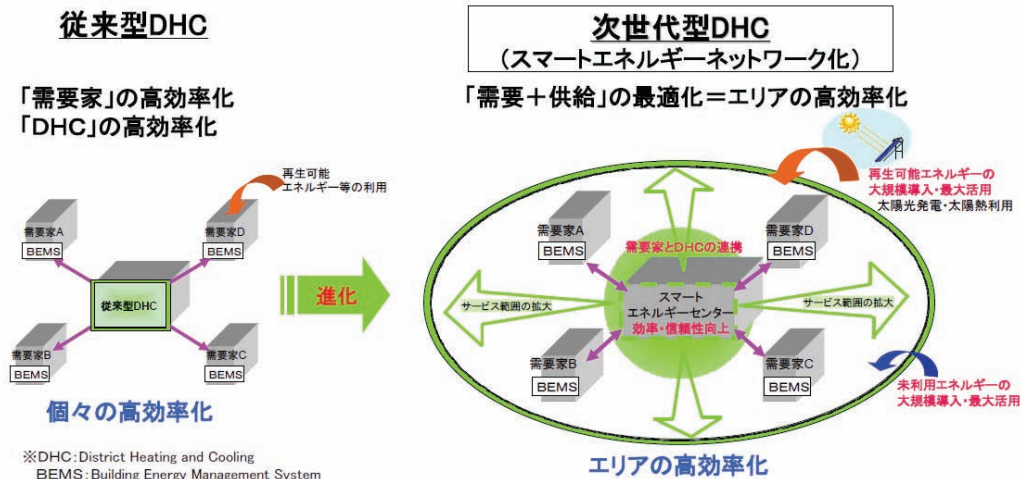 従来型DHC
「需要家」の高効率化
「DHC」の高効率化
再生可能
エネルギー等の利用
需要家A
BEMS
需要家D
BEMS
従来型DHC
需要家B
BEMS
需要家C
BEMS
個々の高効率化
※DHC:District Heating and Cooling
BEMS:Building Energy Management System
進化
次世代型DHC
(スマートエネルギーネットワーク化)
「需要+供給」の最適化=エリアの高効率化
再生可能エネルギーの
大規模導入・最大活用
太陽光発電・太陽熱利用
需要家A
BEMS
需要家D
BEMS
需要家とDHCの連携
サービス範囲の拡大
スマート
エネルギーセンター
効率・信頼性向上
サービス範囲の拡大
需要家B
BEMS
需要家C
BEMS
未利用エネルギーの
大規模導入・最大活用
エリアの高効率化